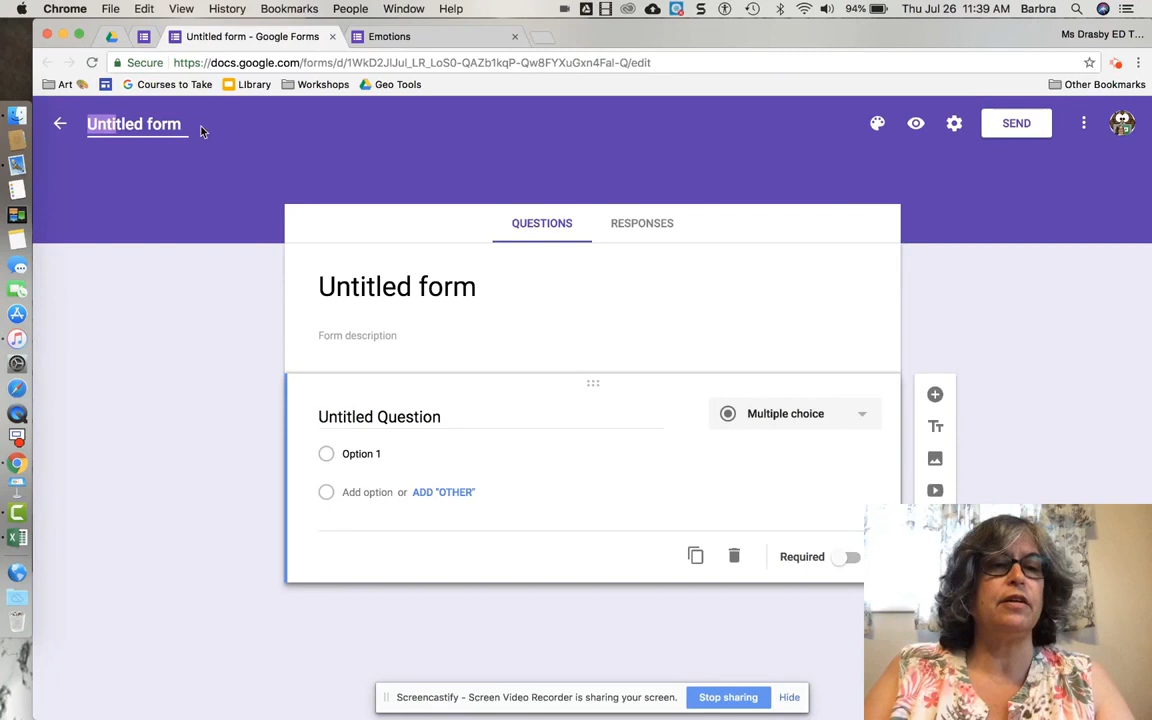 Chrome File Edit View History Bookmarks People Window Help 94% Thu Jul 26 11:39 AM Barbra
Untitled form - Google Forms Emotions Ms Drasby ED T...
Secure https://docs.google.com/forms/d/1WkD2JlJul_LR_LoS0-QAZb1kqP-Qw8FYXuGxn4Fal-Q/edit
Art Courses to Take Library Workshops Geo Tools Other Bookmarks
Untitled form SEND
QUESTIONS RESPONSES
Untitled form
Form description
Untitled Question Multiple choice
Option 1
Add option or ADD "OTHER"
Required
Screencastify - Screen Video Recorder is sharing your screen. Stop sharing Hide